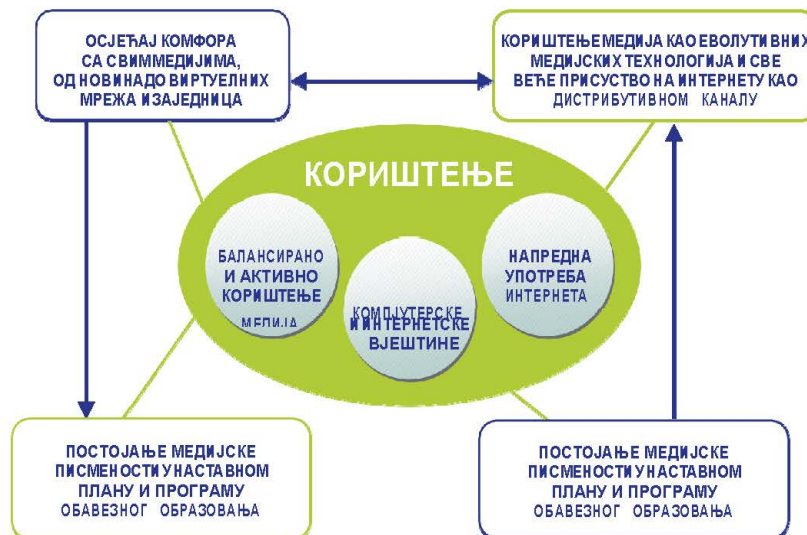 ОСЈЕЋАЈ КОМФОРА
СА СВИММЕДИЈИМА,
ОД НОВИНАДО ВИРТУЕЛНИХ
МРЕЖА ИЗАЈЕДНИЦА
КОРИШТЕЊЕМЕДИЈА КАО ЕВОЛУТИВНИХ
МЕДИЈСКИХ ТЕХНОЛОГИЈА И СВЕ
ВЕЋЕ ПРИСУСТВО НА ИНТЕРНЕТУ КАО
ДИСТРИБУТИВНОМ КАНАЛУ
КОРИШТЕЊЕ
БАЛАНСИРАНО
И АКТИВНО
КОРИШТЕЊЕ
МЕДИЈА
КОМПЈУТЕРСКЕ
И ИНТЕРНЕТСКЕ
ВЈЕШТИНЕ
НАПРЕДНА
УПОТРЕБА
ИНТЕРНЕТА
ПОСТОЈАЊЕ МЕДИЈСКЕ
ПИСМЕНОСТИ У НАСТАВНОМ
ПЛАНУ И ПРОГРАМУ
ОБАВЕЗНОГ ОБРАЗОВАЊА
ПОСТОЈАЊЕ МЕДИЈСКЕ
ПИСМЕНОСТИ У НАСТАВНОМ
ПЛАНУ И ПРОГРАМУ
ОБАВЕЗНОГ ОБРАЗОВАЊА